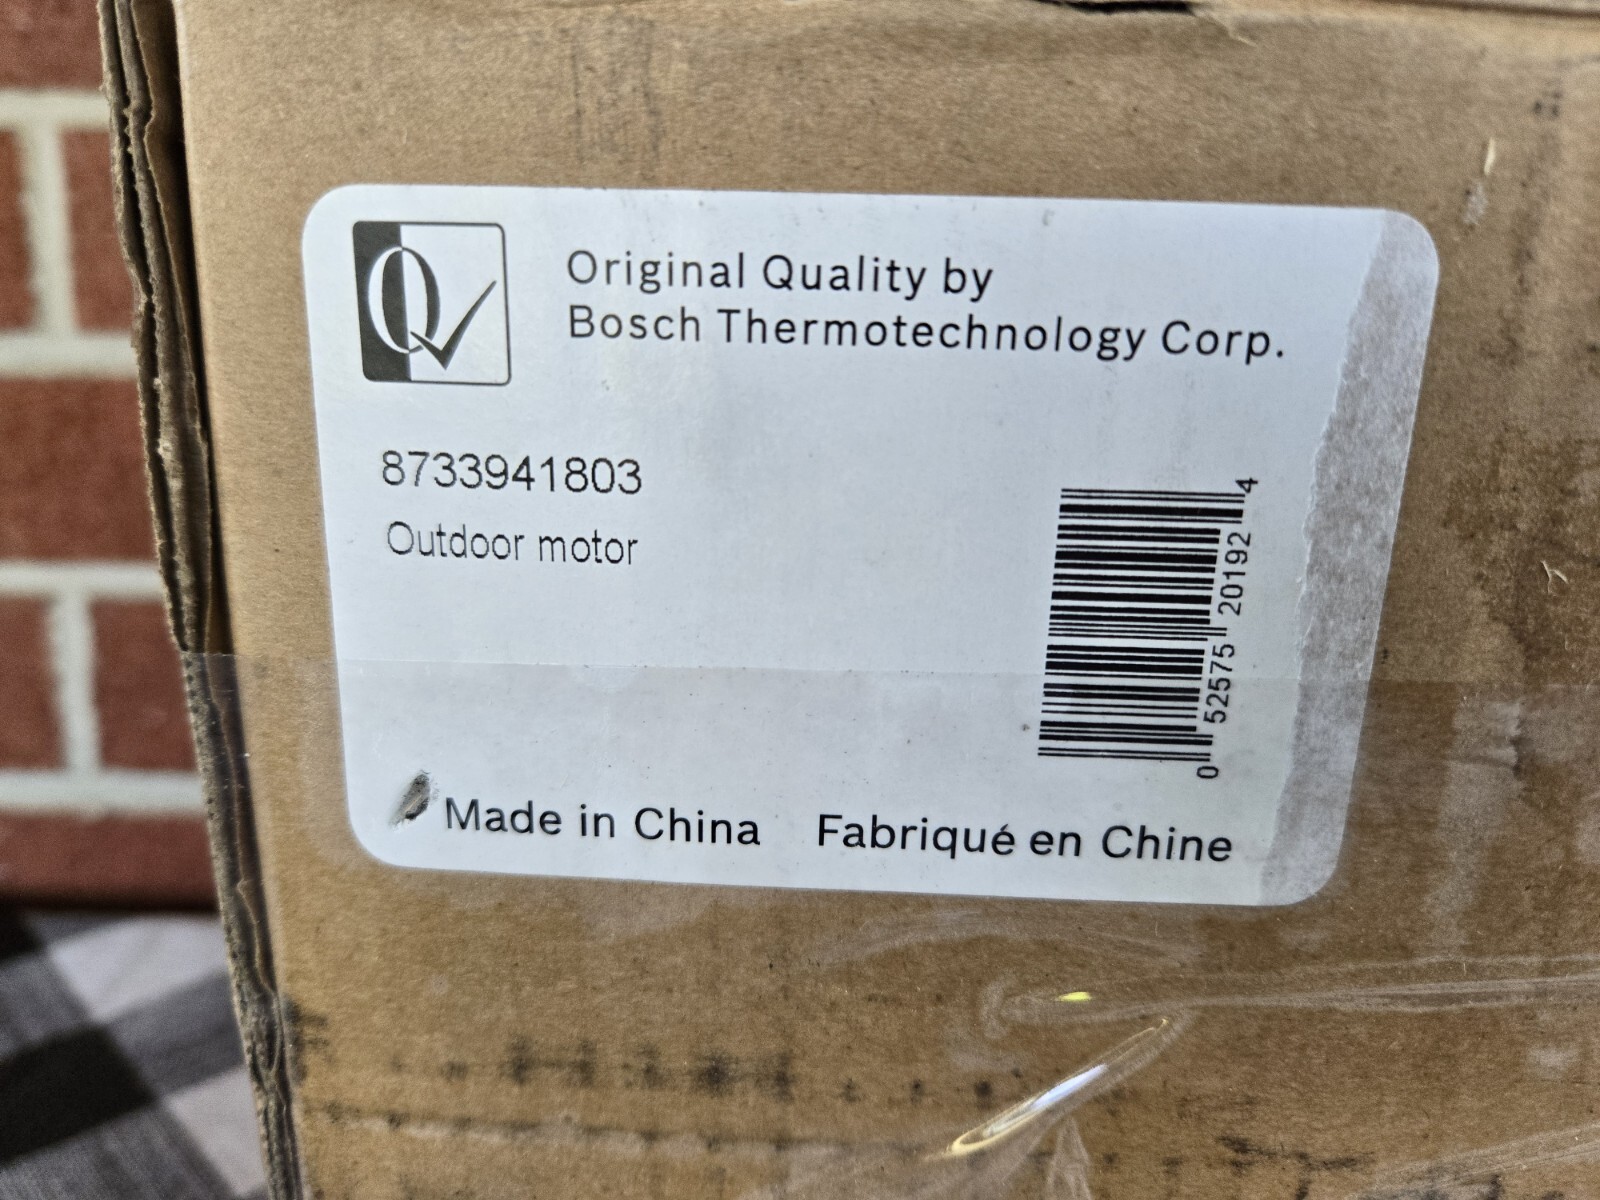 Q
Original Quality by
Bosch Thermotechnology Corp.
8733941803
Outdoor motor
0 52575 20192 4
Made in China Fabriqué en Chine